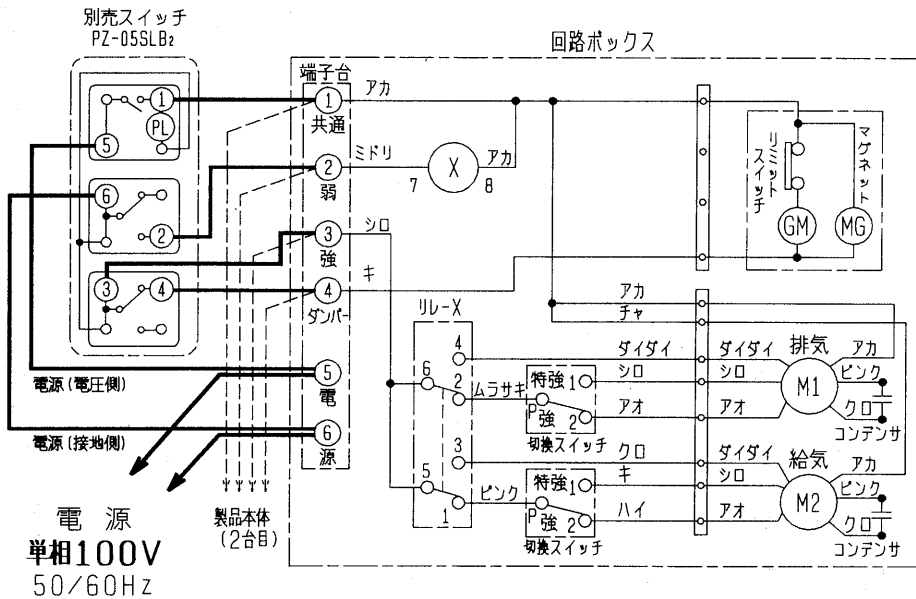 別売スイッチ
PZ-05SLB₂
回路ボックス
端子台
① 共通
② 弱
③ 強
④ ダンパー
⑤ 電
⑥ 源
① PL ⑤
⑥ ②
③ ④
アカ
ミドリ
7 X 8
アカ
シロ
キ
リミットスイッチ
マグネット
GM
MG
リレーX
4
6 2
3
5
1
アカ
チャ
ダイダイ
シロ
アオ
ムラサキ
特強1
P強2
切換スイッチ
クロ
キ
ハイ
ピンク
特強1
P強2
切換スイッチ
ダイダイ
シロ
アオ
排気
M1
アカ
ピンク
クロ
コンデンサ
ダイダイ
シロ
アオ
給気
M2
アカ
ピンク
クロ
コンデンサ
電源(電圧側)
電源(接地側)
電源
単相100V
50/60Hz
製品本体
(2台目)